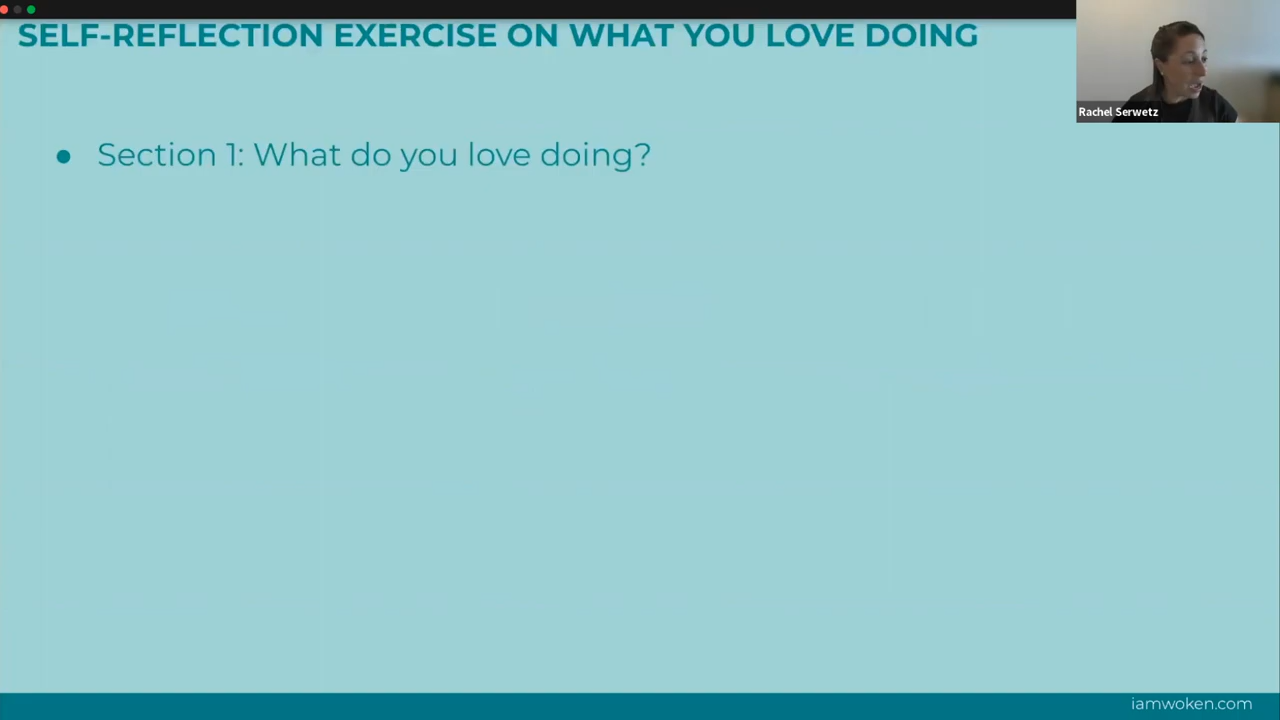 SELF-REFLECTION EXERCISE ON WHAT YOU LOVE DOING
Rachel Serwetz
● Section 1: What do you love doing?
iamwoken.com